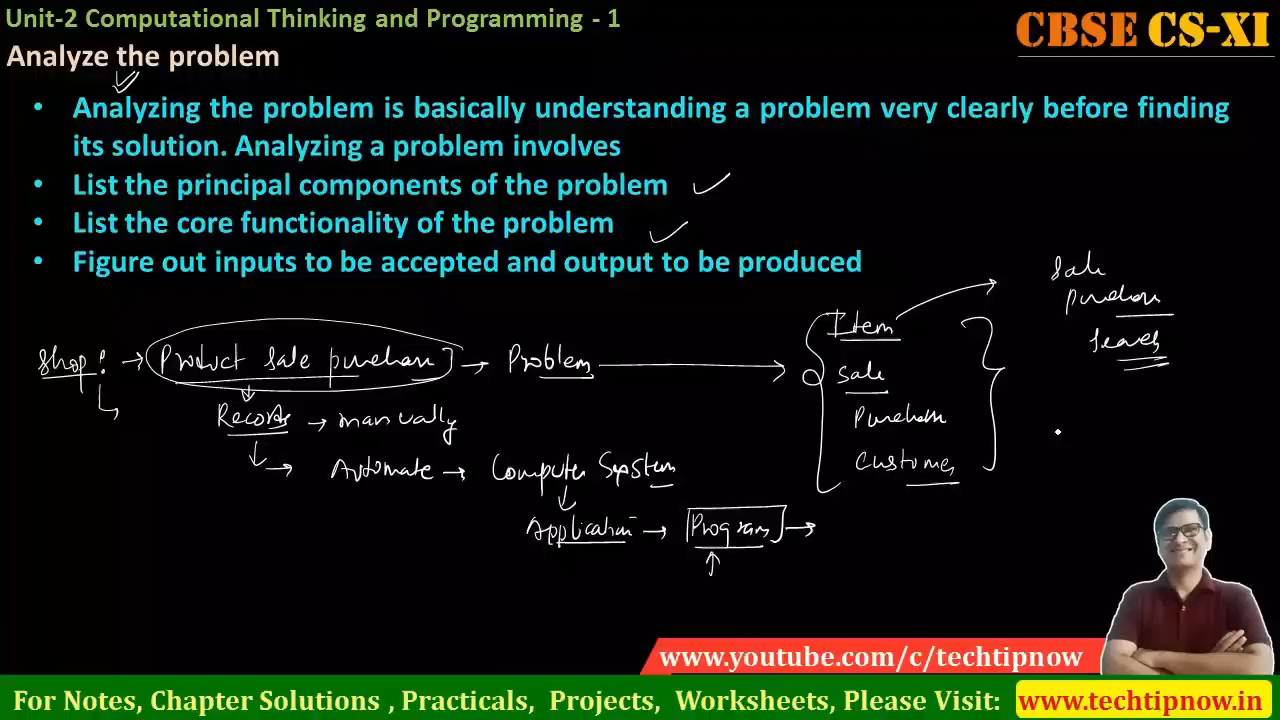 Unit-2 Computational Thinking and Programming - 1
CBSE CS-XI
Analyze the problem
• Analyzing the problem is basically understanding a problem very clearly before finding
its solution. Analyzing a problem involves
• List the principal components of the problem
• List the core functionality of the problem
• Figure out inputs to be accepted and output to be produced
Shop: → Product Sale purchase → Problem → Item
Sale
Purchase
Customer
Sale
Purchase
Search
Records → manually
→ Automate → Computer System
Application → Program →
www.youtube.com/c/techtipnow
For Notes, Chapter Solutions , Practicals, Projects, Worksheets, Please Visit: www.techtipnow.in